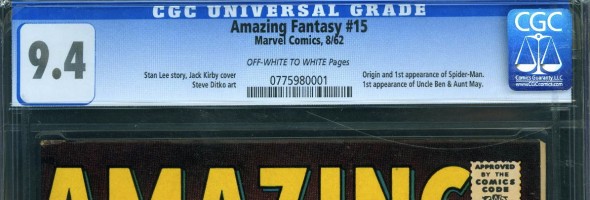 CGC UNIVERSAL GRADE
9.4
Amazing Fantasy #15
Marvel Comics, 8/62
OFF-WHITE TO WHITE Pages
Stan Lee story, Jack Kirby cover
Steve Ditko art
0775980001
Origin and 1st appearance of Spider-Man.
1st appearance of Uncle Ben & Aunt May.
CGC
Comics Guaranty, LLC
www.CGCcomics.com
AMAZING
APPROVED
BY THE
COMICS
CODE